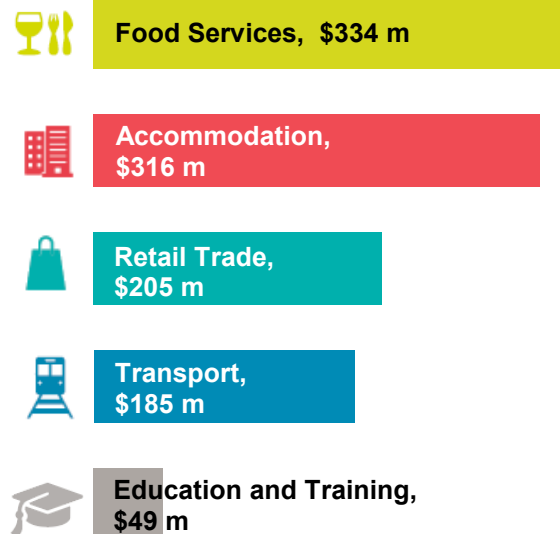 Food Services,  $334 m
Accommodation,
$316 m
Retail Trade,
$205 m
Transport,
$185 m
Education and Training,
$49 m